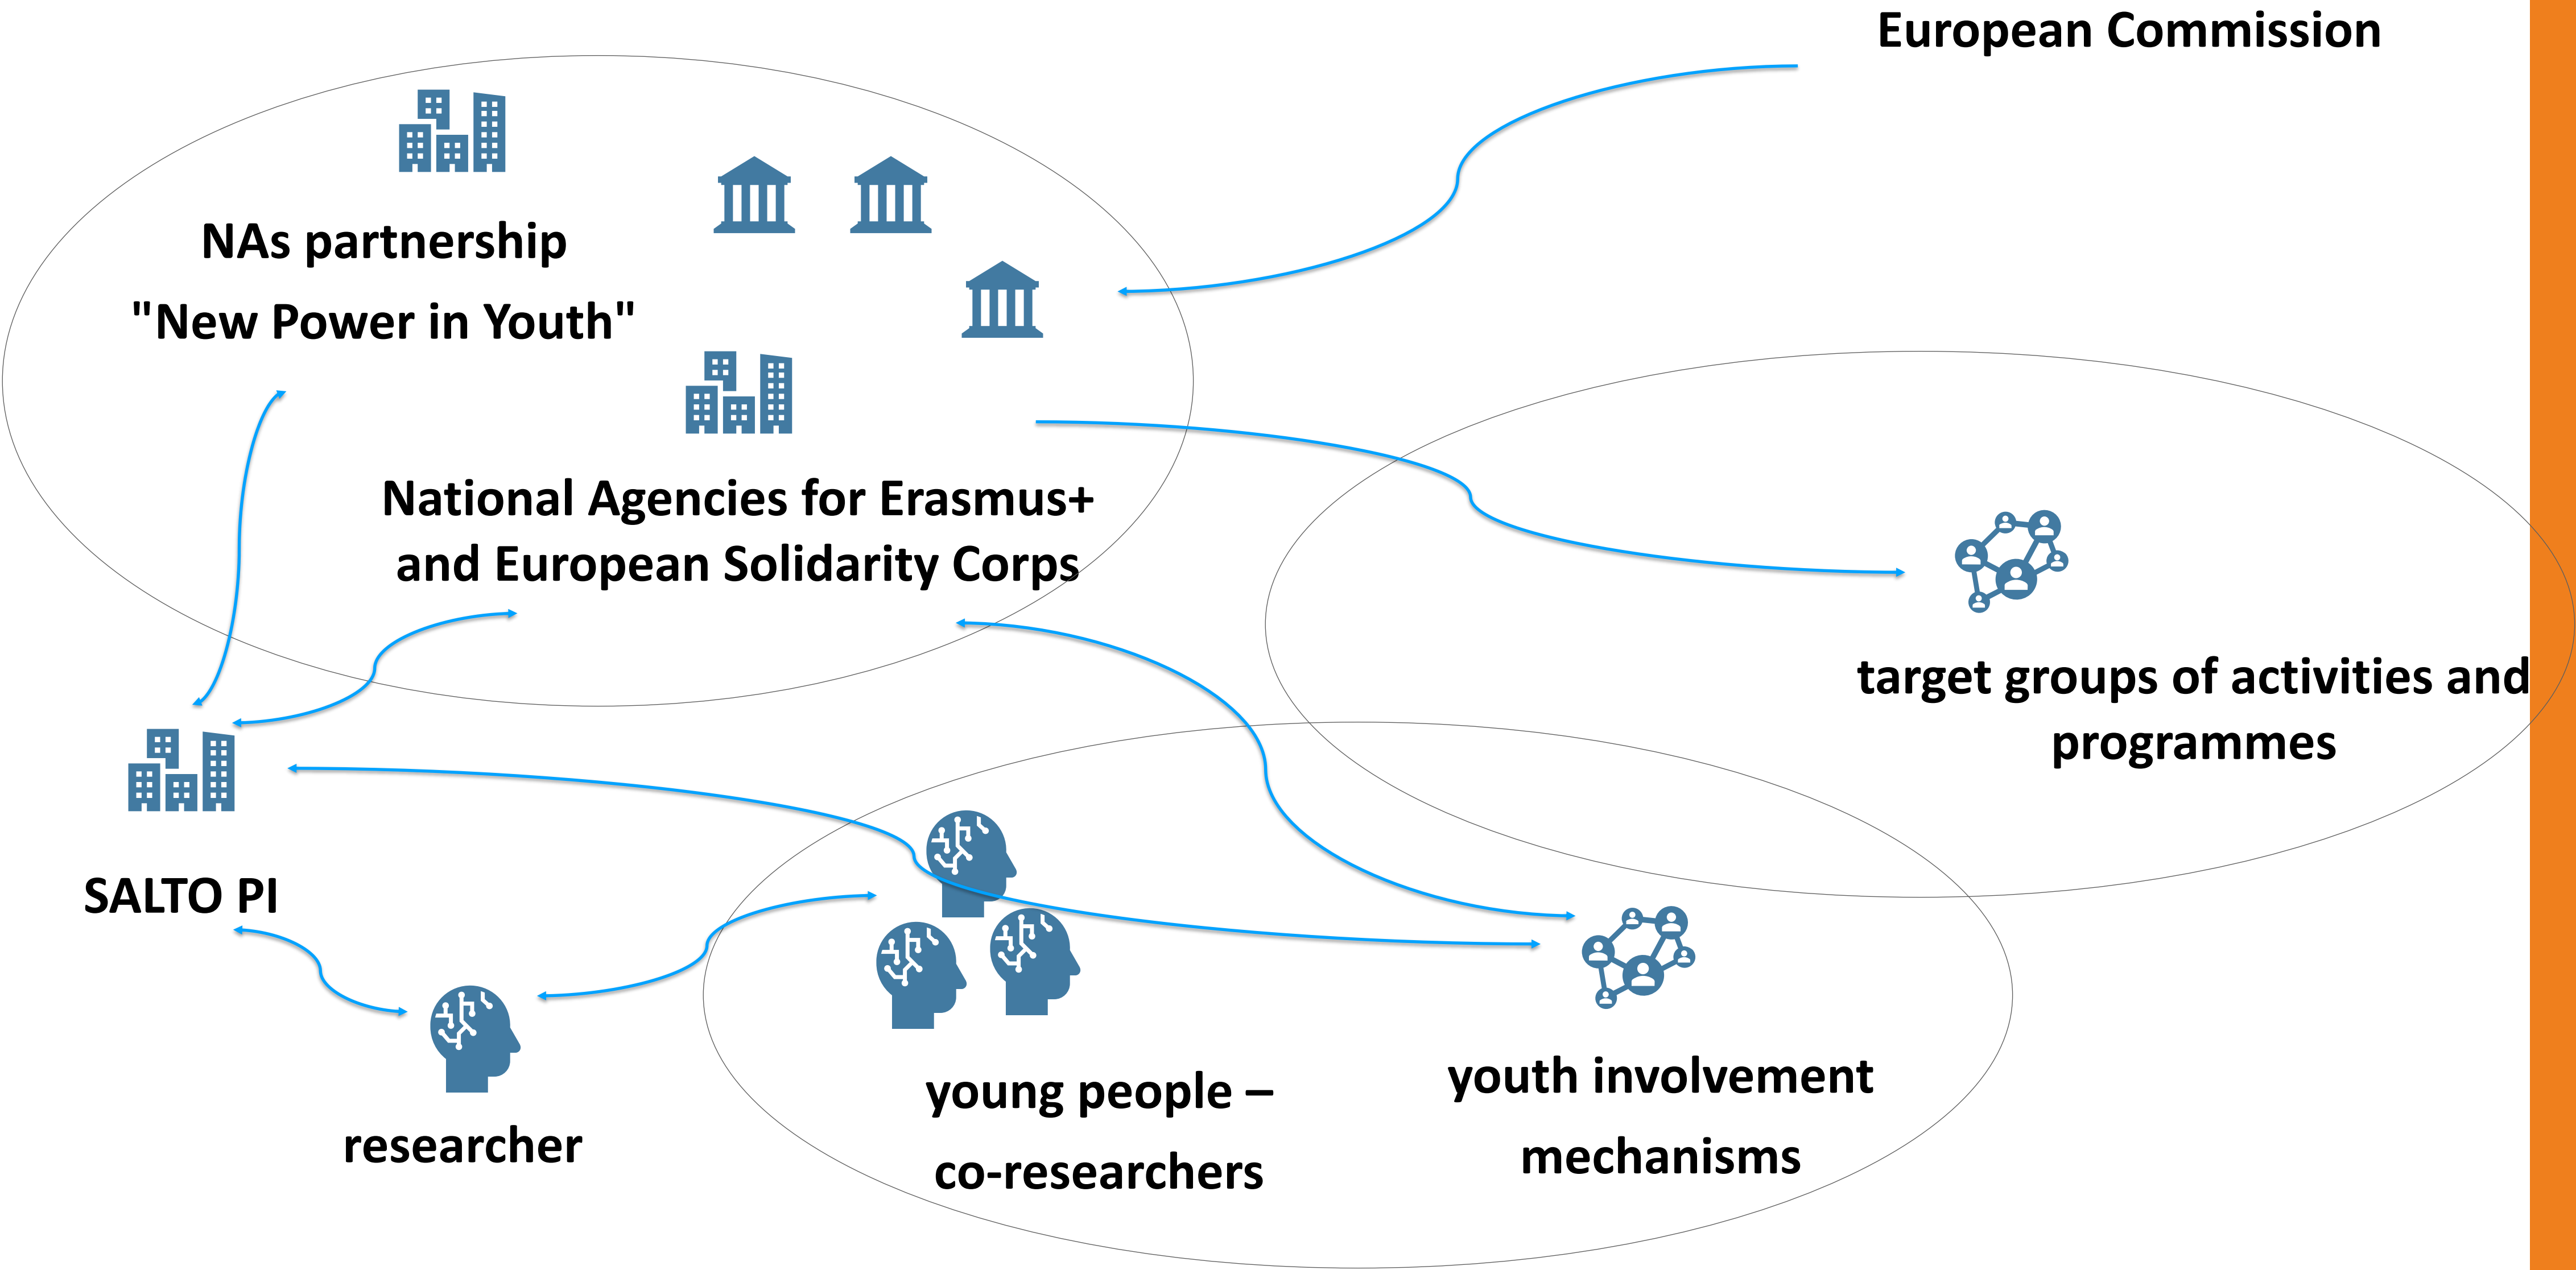 European Commission
NAs partnership
"New Power in Youth"
National Agencies for Erasmus+
and European Solidarity Corps
target groups of activities and
programmes
SALTO PI
researcher
young people –
co-researchers
youth involvement
mechanisms